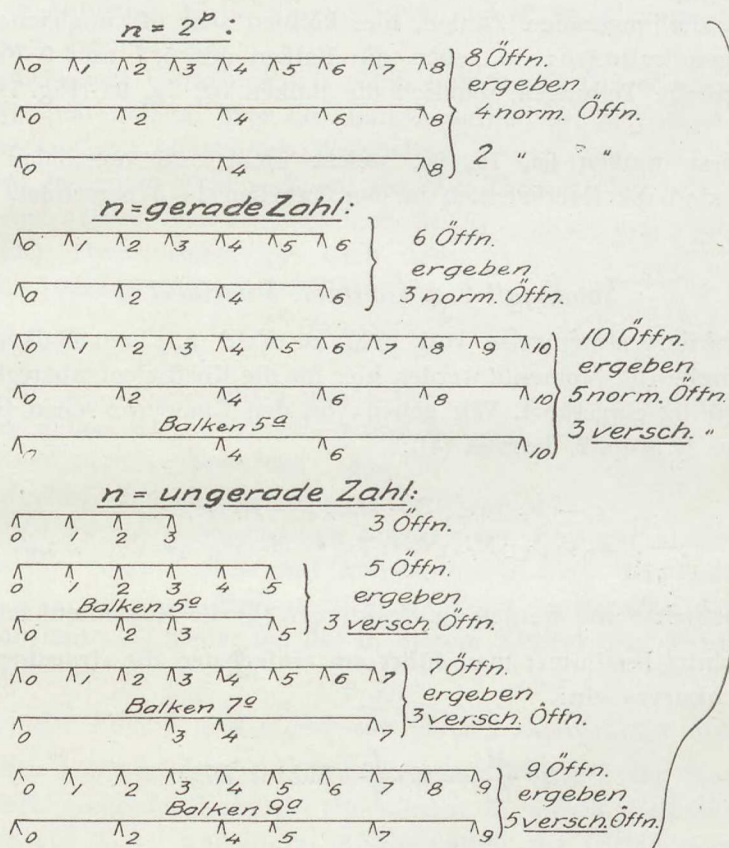 n = 2ᵖ:
0 1 2 3 4 5 6 7 8 8 Öffn.
ergeben
0 2 4 6 8 4 norm. Öffn.
0 4 8 2 " "
n = gerade Zahl:
0 1 2 3 4 5 6 6 Öffn.
ergeben
0 2 4 6 3 norm. Öffn.
0 1 2 3 4 5 6 7 8 9 10 10 Öffn.
ergeben
0 2 4 6 8 10 5 norm. Öffn.
Balken 5ª
4 6 10 3 versch. "
n = ungerade Zahl:
0 1 2 3 3 Öffn.
0 1 2 3 4 5 5 Öffn.
Balken 5ª ergeben
0 2 3 5 3 versch. Öffn.
0 1 2 3 4 5 6 7 7 Öffn.
Balken 7ª ergeben
0 3 4 7 3 versch. Öffn.
0 1 2 3 4 5 6 7 8 9 9 Öffn.
Balken 9ª ergeben
0 2 4 5 7 9 5 versch. Öffn.